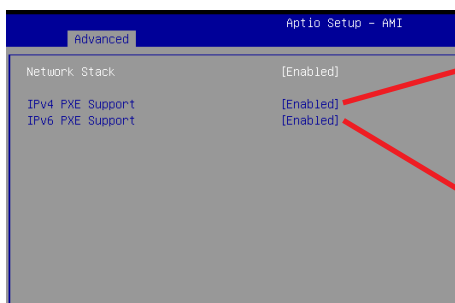 Aptio Setup - AMI
Advanced
Network Stack [Enabled]
IPv4 PXE Support [Enabled]
IPv6 PXE Support [Enabled]